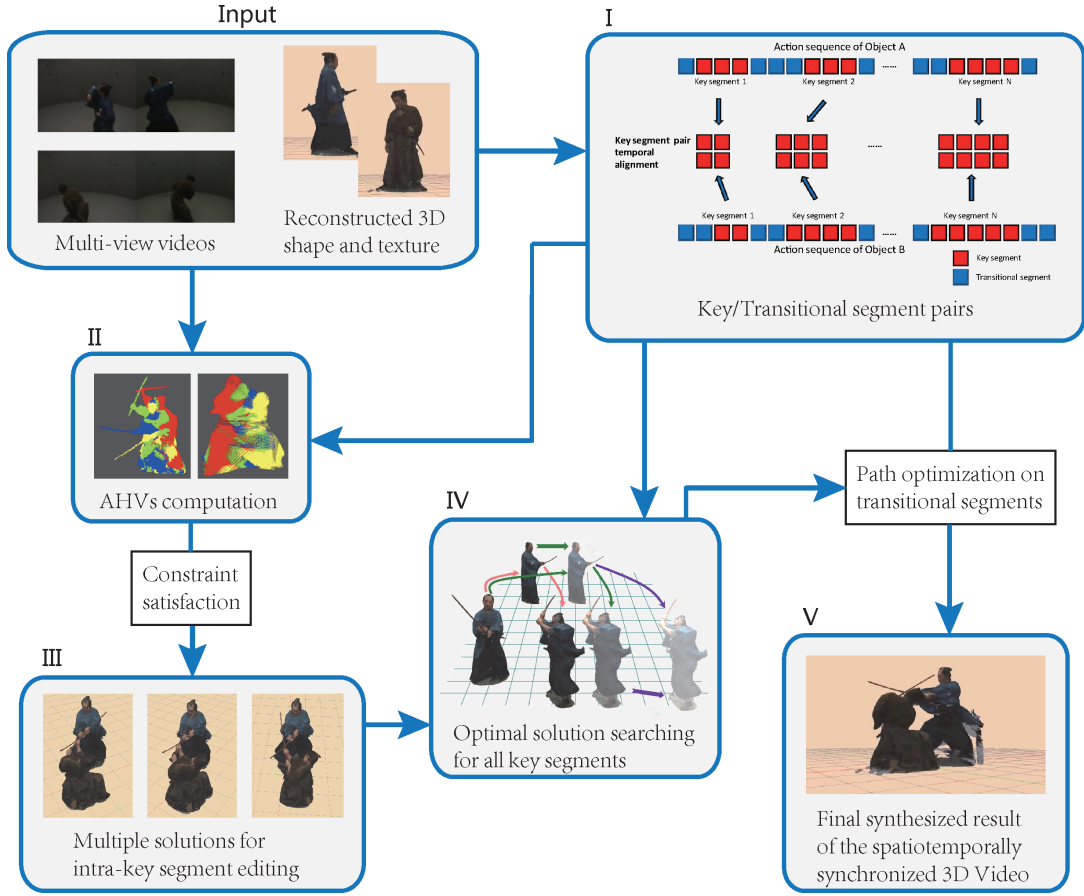 Input
Multi-view videos
Reconstructed 3D
shape and texture
I
Action sequence of Object A
......
Key segment 1
Key segment 2
Key segment N
Key segment pair
temporal
alignment
......
Key segment 1
Key segment 2
Key segment N
......
Action sequence of Object B
Key segment
Transitional segment
Key/Transitional segment pairs
II
AHVs computation
Constraint
satisfaction
III
Multiple solutions for
intra-key segment editing
IV
Optimal solution searching
for all key segments
Path optimization on
transitional segments
V
Final synthesized result
of the spatiotemporally
synchronized 3D Video